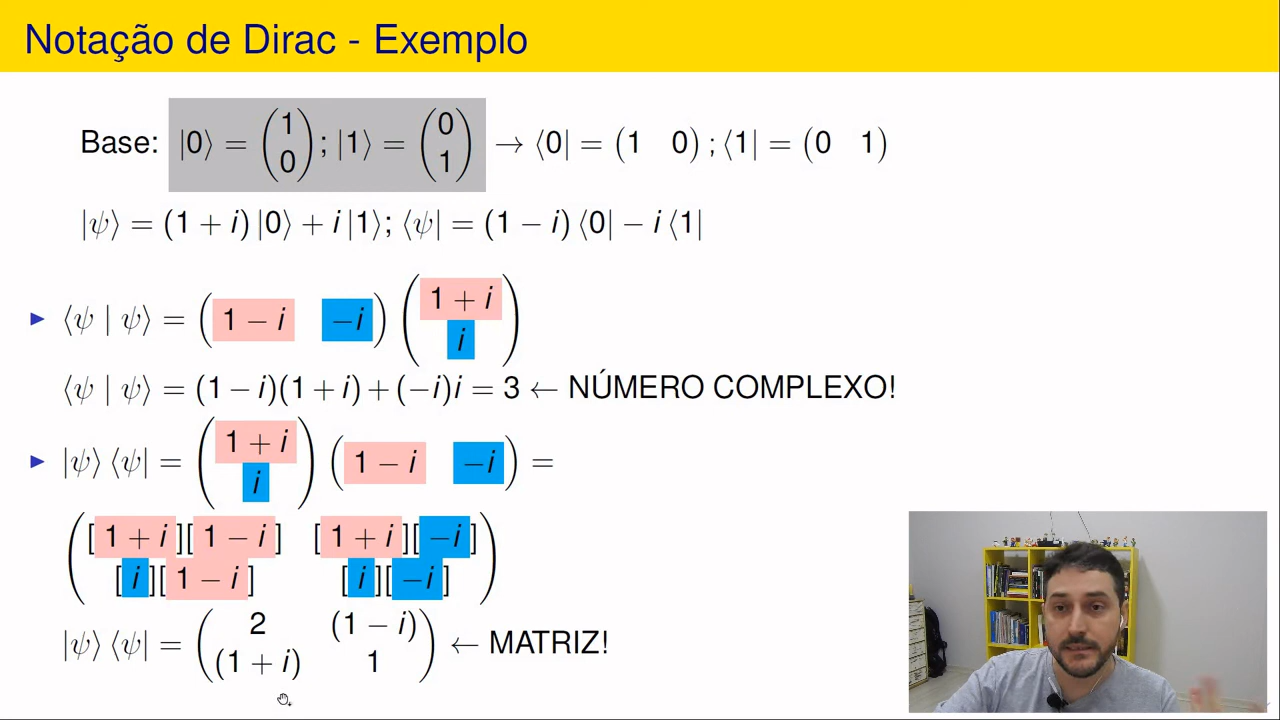 Notação de Dirac - Exemplo
Base: |0⟩ = (1 0); |1⟩ = (0 1) → ⟨0| = (1 0); ⟨1| = (0 1)
|ψ⟩ = (1 + i)|0⟩ + i|1⟩; ⟨ψ| = (1 − i)⟨0| − i⟨1|
▶ ⟨ψ | ψ⟩ = (1 − i −i) (1 + i i)
⟨ψ | ψ⟩ = (1 − i)(1 + i) + (−i)i = 3 ← NÚMERO COMPLEXO!
▶ |ψ⟩⟨ψ| = (1 + i i) (1 − i −i) =
([1 + i][1 − i] [1 + i][−i]
[i][1 − i] [i][−i])
|ψ⟩⟨ψ| = (2 (1 − i) (1 + i) 1) ← MATRIZ!